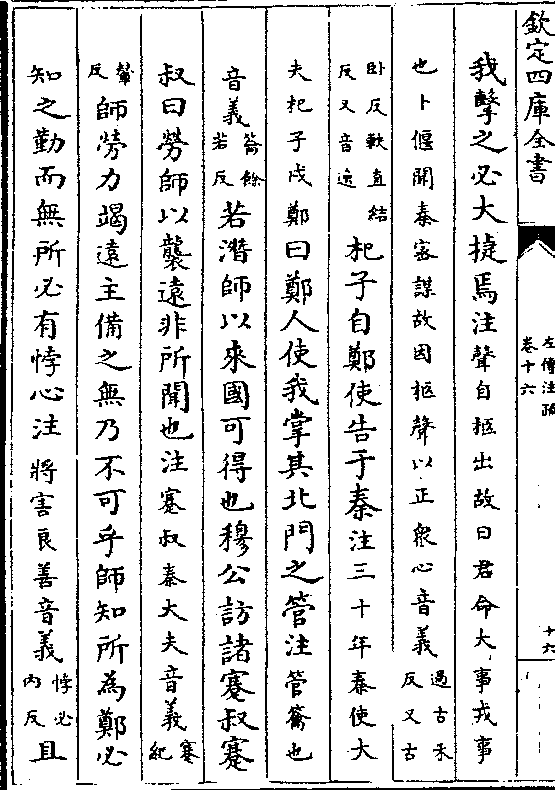 欽定四庫全書
左傳注疏
卷十六
十六
我擊之必大捷焉注聲自柩出故曰君命大事戎事
也卜偃聞秦密謀故因柩聲以正衆心音義過古禾反又古
卧反軼直結反又音逸杞子自鄭使告于秦注三十年秦使大
夫杞子戍鄭曰鄭人使我掌其北門之管注管籥也
音義籥餘若反若潛師以來國可得也穆公訪諸蹇叔蹇
叔曰勞師以襲遠非所聞也注蹇叔秦大夫音義蹇紀
輦反師勞力竭遠主備之無乃不可乎師知所為鄭必
知之勤而無所必有悖心注將害良善音義悖必内反且